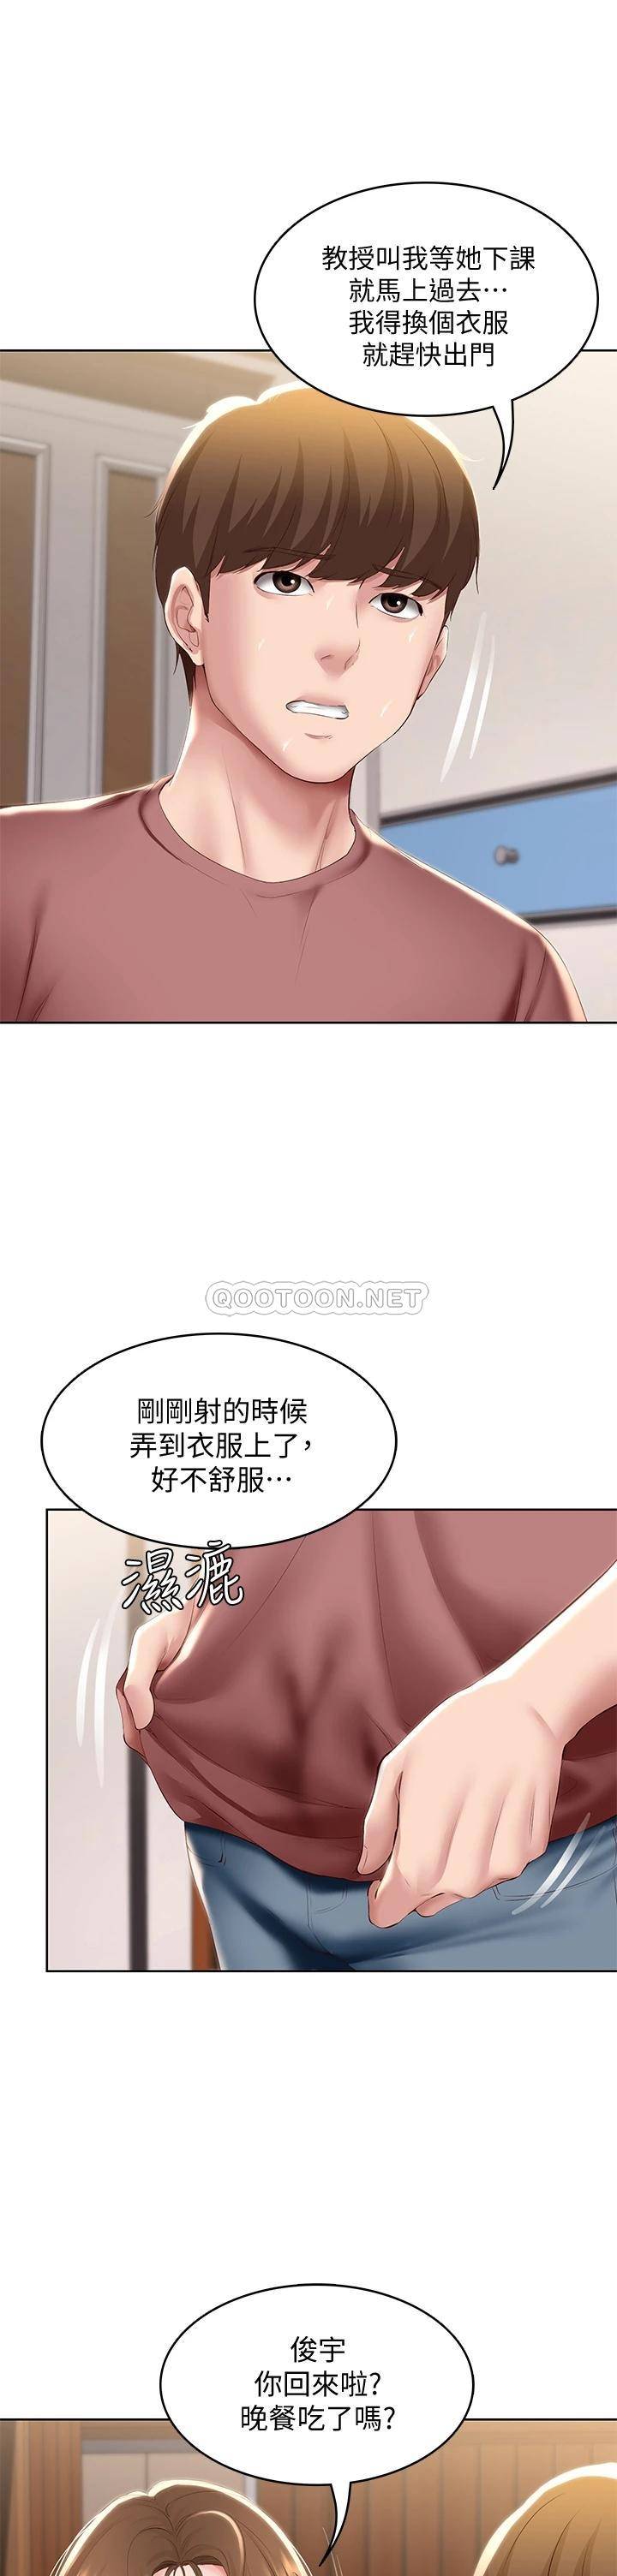 教授叫我等她下課
就馬上過去…
我得換個衣服
就趕快出門
QOOTOON.NET
剛剛射的時候
弄到衣服上了，
好不舒服…
濕漉
俊宇
你回來啦?
晚餐吃了嗎?